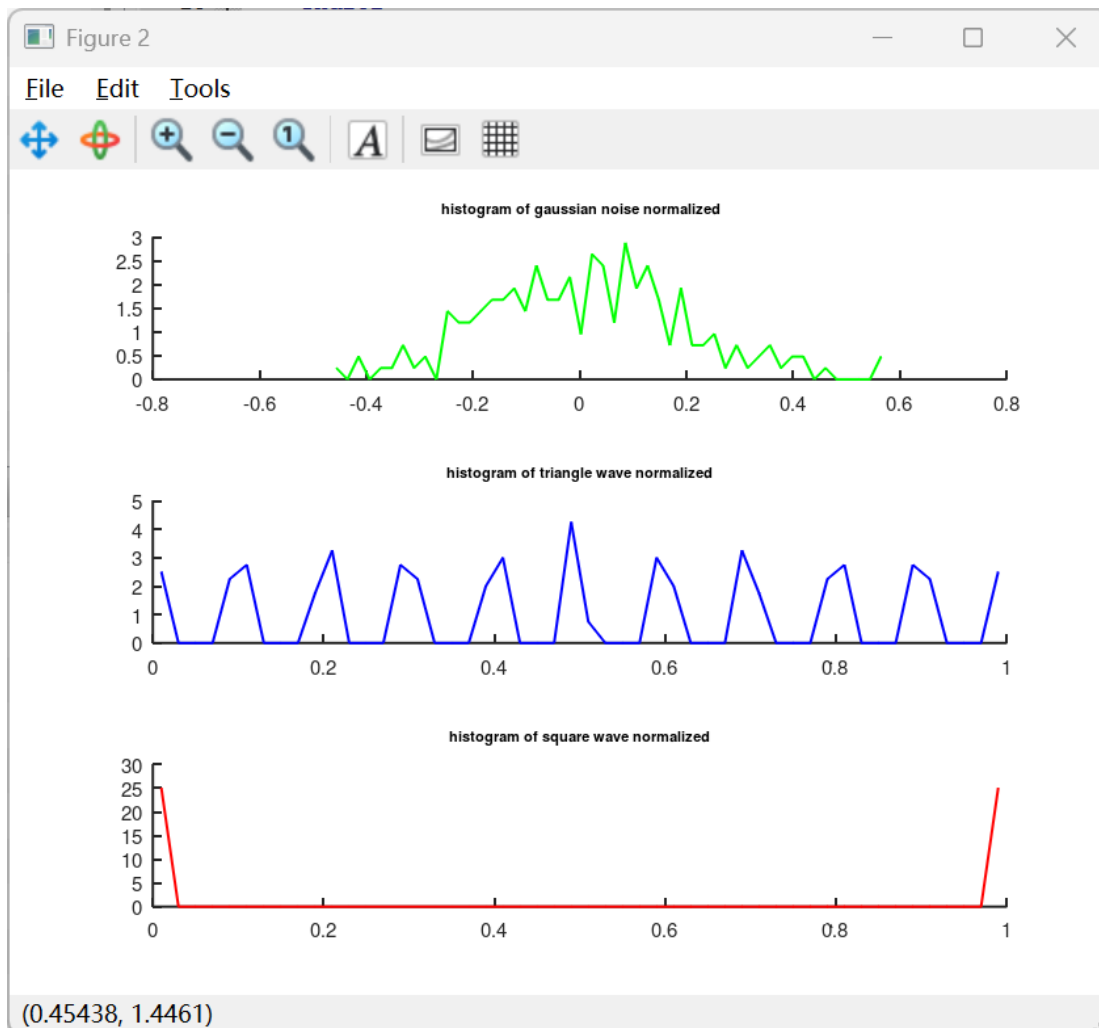 Figure 2
File Edit Tools
1 A
histogram of gaussian noise normalized
3
2.5
2
1.5
1
0.5
0
-0.8 -0.6 -0.4 -0.2 0 0.2 0.4 0.6 0.8
histogram of triangle wave normalized
5
4
3
2
1
0
0 0.2 0.4 0.6 0.8 1
histogram of square wave normalized
30
25
20
15
10
5
0
0 0.2 0.4 0.6 0.8 1
(0.45438, 1.4461)